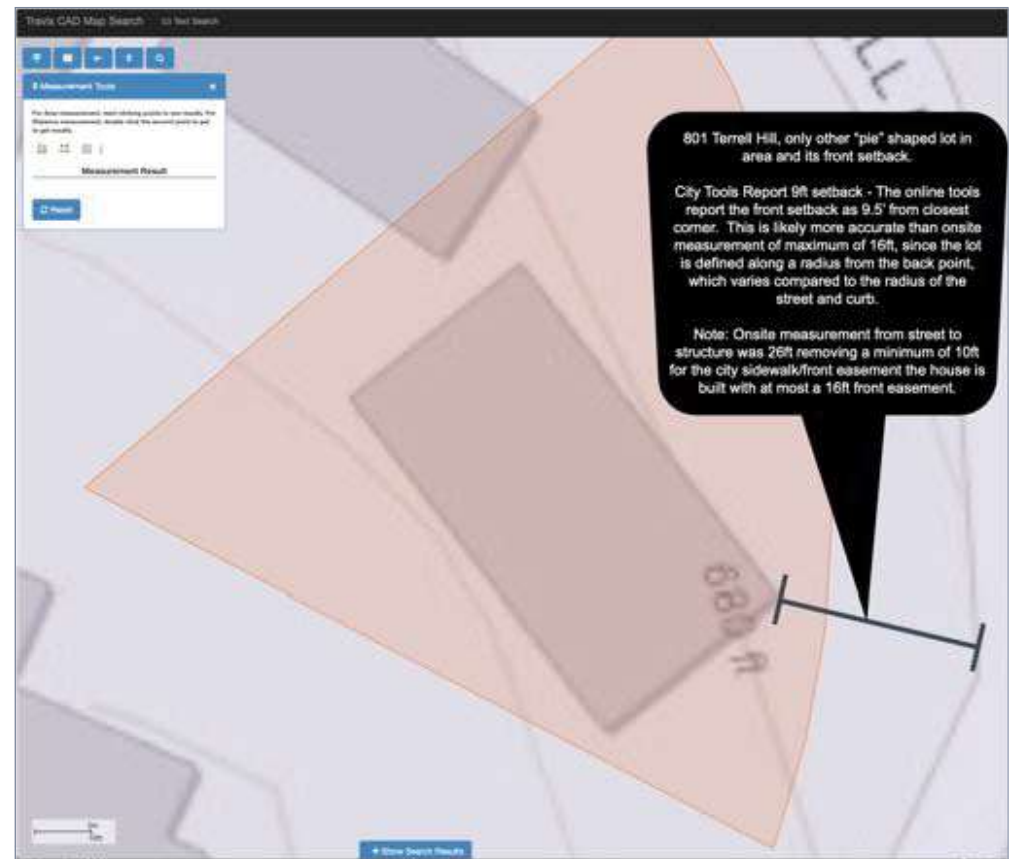 Travis CAD Map Search Text Search
Measurement Tools
Measurement Result
801 Terrell Hill, only other "pie" shaped lot in
area and its front setback.
City Tools Report 9ft setback - The online tools
report the front setback as 9.5' from closest
corner. This is likely more accurate than onsite
measurement of maximum of 16ft, since the lot
is defined along a radius from the back point,
which varies compared to the radius of the
street and curb.
Note: Onsite measurement from street to
structure was 26ft removing a minimum of 10ft
for the city sidewalk/front easement the house is
built with at most a 16ft front easement.
LL
680 ft
Show Search Results